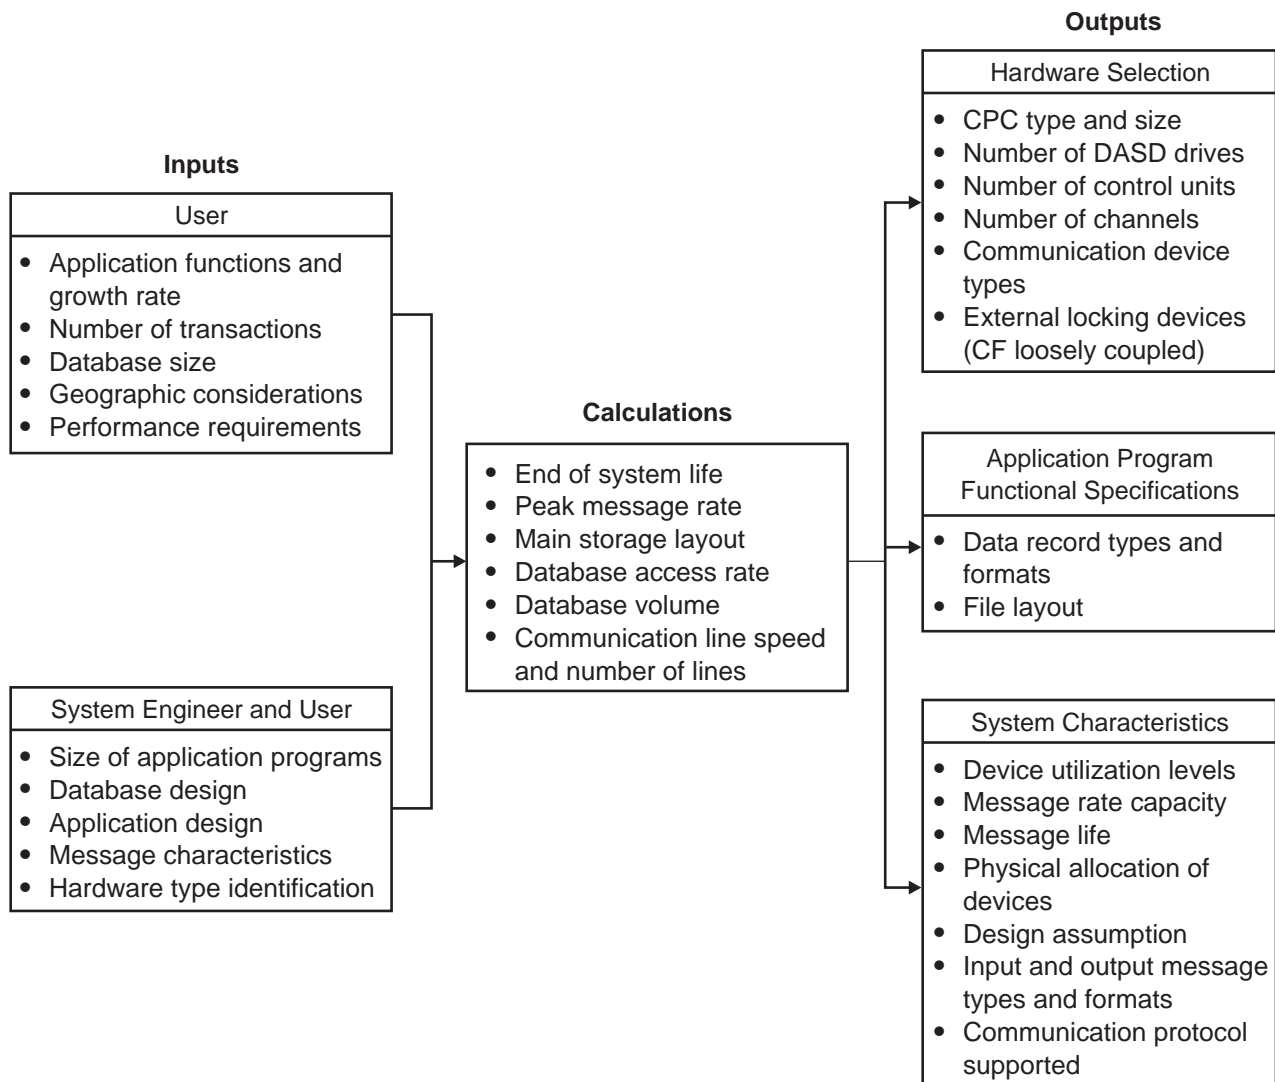 Inputs
User
• Application functions and
growth rate
• Number of transactions
• Database size
• Geographic considerations
• Performance requirements
System Engineer and User
• Size of application programs
• Database design
• Application design
• Message characteristics
• Hardware type identification
Calculations
• End of system life
• Peak message rate
• Main storage layout
• Database access rate
• Database volume
• Communication line speed
and number of lines
Outputs
Hardware Selection
• CPC type and size
• Number of DASD drives
• Number of control units
• Number of channels
• Communication device
types
• External locking devices
(CF loosely coupled)
Application Program
Functional Specifications
• Data record types and
formats
• File layout
System Characteristics
• Device utilization levels
• Message rate capacity
• Message life
• Physical allocation of
devices
• Design assumption
• Input and output message
types and formats
• Communication protocol
supported